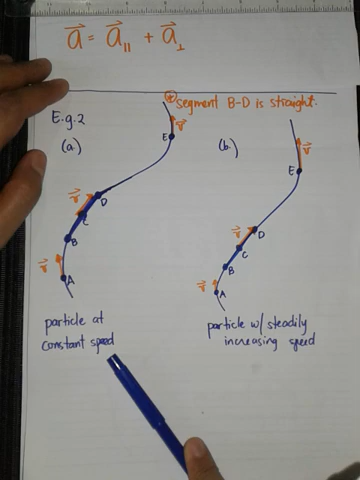 a⃗ = a⃗∥ + a⃗⊥
* segment B-D is straight.
E.g.2
(a.)
(b.)
E
v⃗
E
v⃗
v⃗
D
C
B
v⃗
D
C
B
v⃗
A
v⃗
A
particle at
constant speed
particle w/ steadily
increasing speed